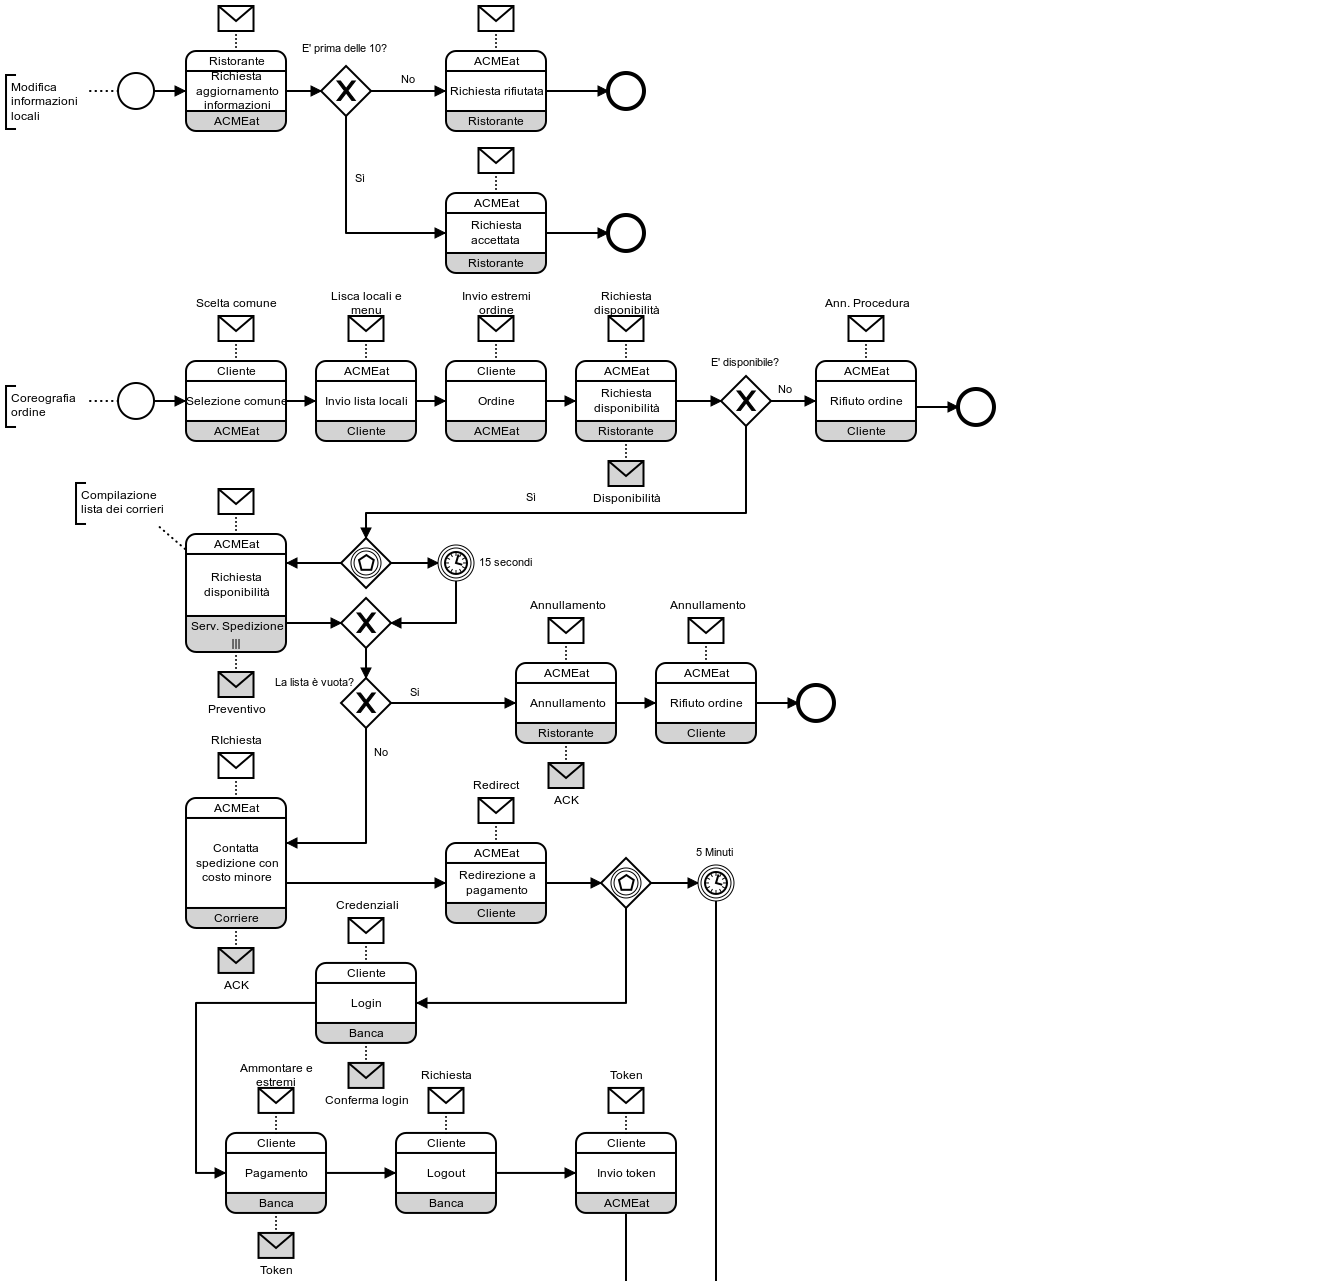 Ristorante
Richiesta
aggiornamento
informazioni
ACMEat
Modifica
informazioni
locali
E' prima delle 10?
No
Sì
ACMEat
Richiesta rifiutata
Ristorante
ACMEat
Richiesta
accettata
Ristorante
Coreografia
ordine
Scelta comune
Cliente
Selezione comune
ACMEat
Lisca locali e
menu
ACMEat
Invio lista locali
Cliente
Invio estremi
ordine
Cliente
Ordine
ACMEat
Richiesta
disponibilità
ACMEat
Richiesta
disponibilità
Ristorante
Disponibilità
E' disponibile?
No
Sì
Ann. Procedura
ACMEat
Rifiuto ordine
Cliente
Compilazione
lista dei corrieri
ACMEat
Richiesta
disponibilità
Serv. Spedizione
Preventivo
15 secondi
La lista è vuota?
Si
No
Annullamento
ACMEat
Annullamento
Ristorante
ACK
Annullamento
ACMEat
Rifiuto ordine
Cliente
RIchiesta
ACMEat
Contatta
spedizione con
costo minore
Corriere
ACK
Redirect
ACMEat
Redirezione a
pagamento
Cliente
5 Minuti
Credenziali
Cliente
Login
Banca
Conferma login
Ammontare e
estremi
Cliente
Pagamento
Banca
Token
Richiesta
Cliente
Logout
Banca
Token
Cliente
Invio token
ACMEat